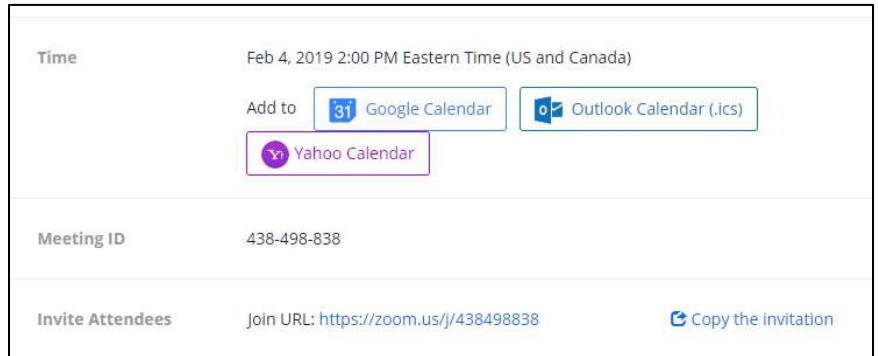 Time Feb 4, 2019 2:00 PM Eastern Time (US and Canada)
Add to 31 Google Calendar Outlook Calendar (.ics)
Yahoo Calendar
Meeting ID 438-498-838
Invite Attendees Join URL: https://zoom.us/j/438498838 Copy the invitation